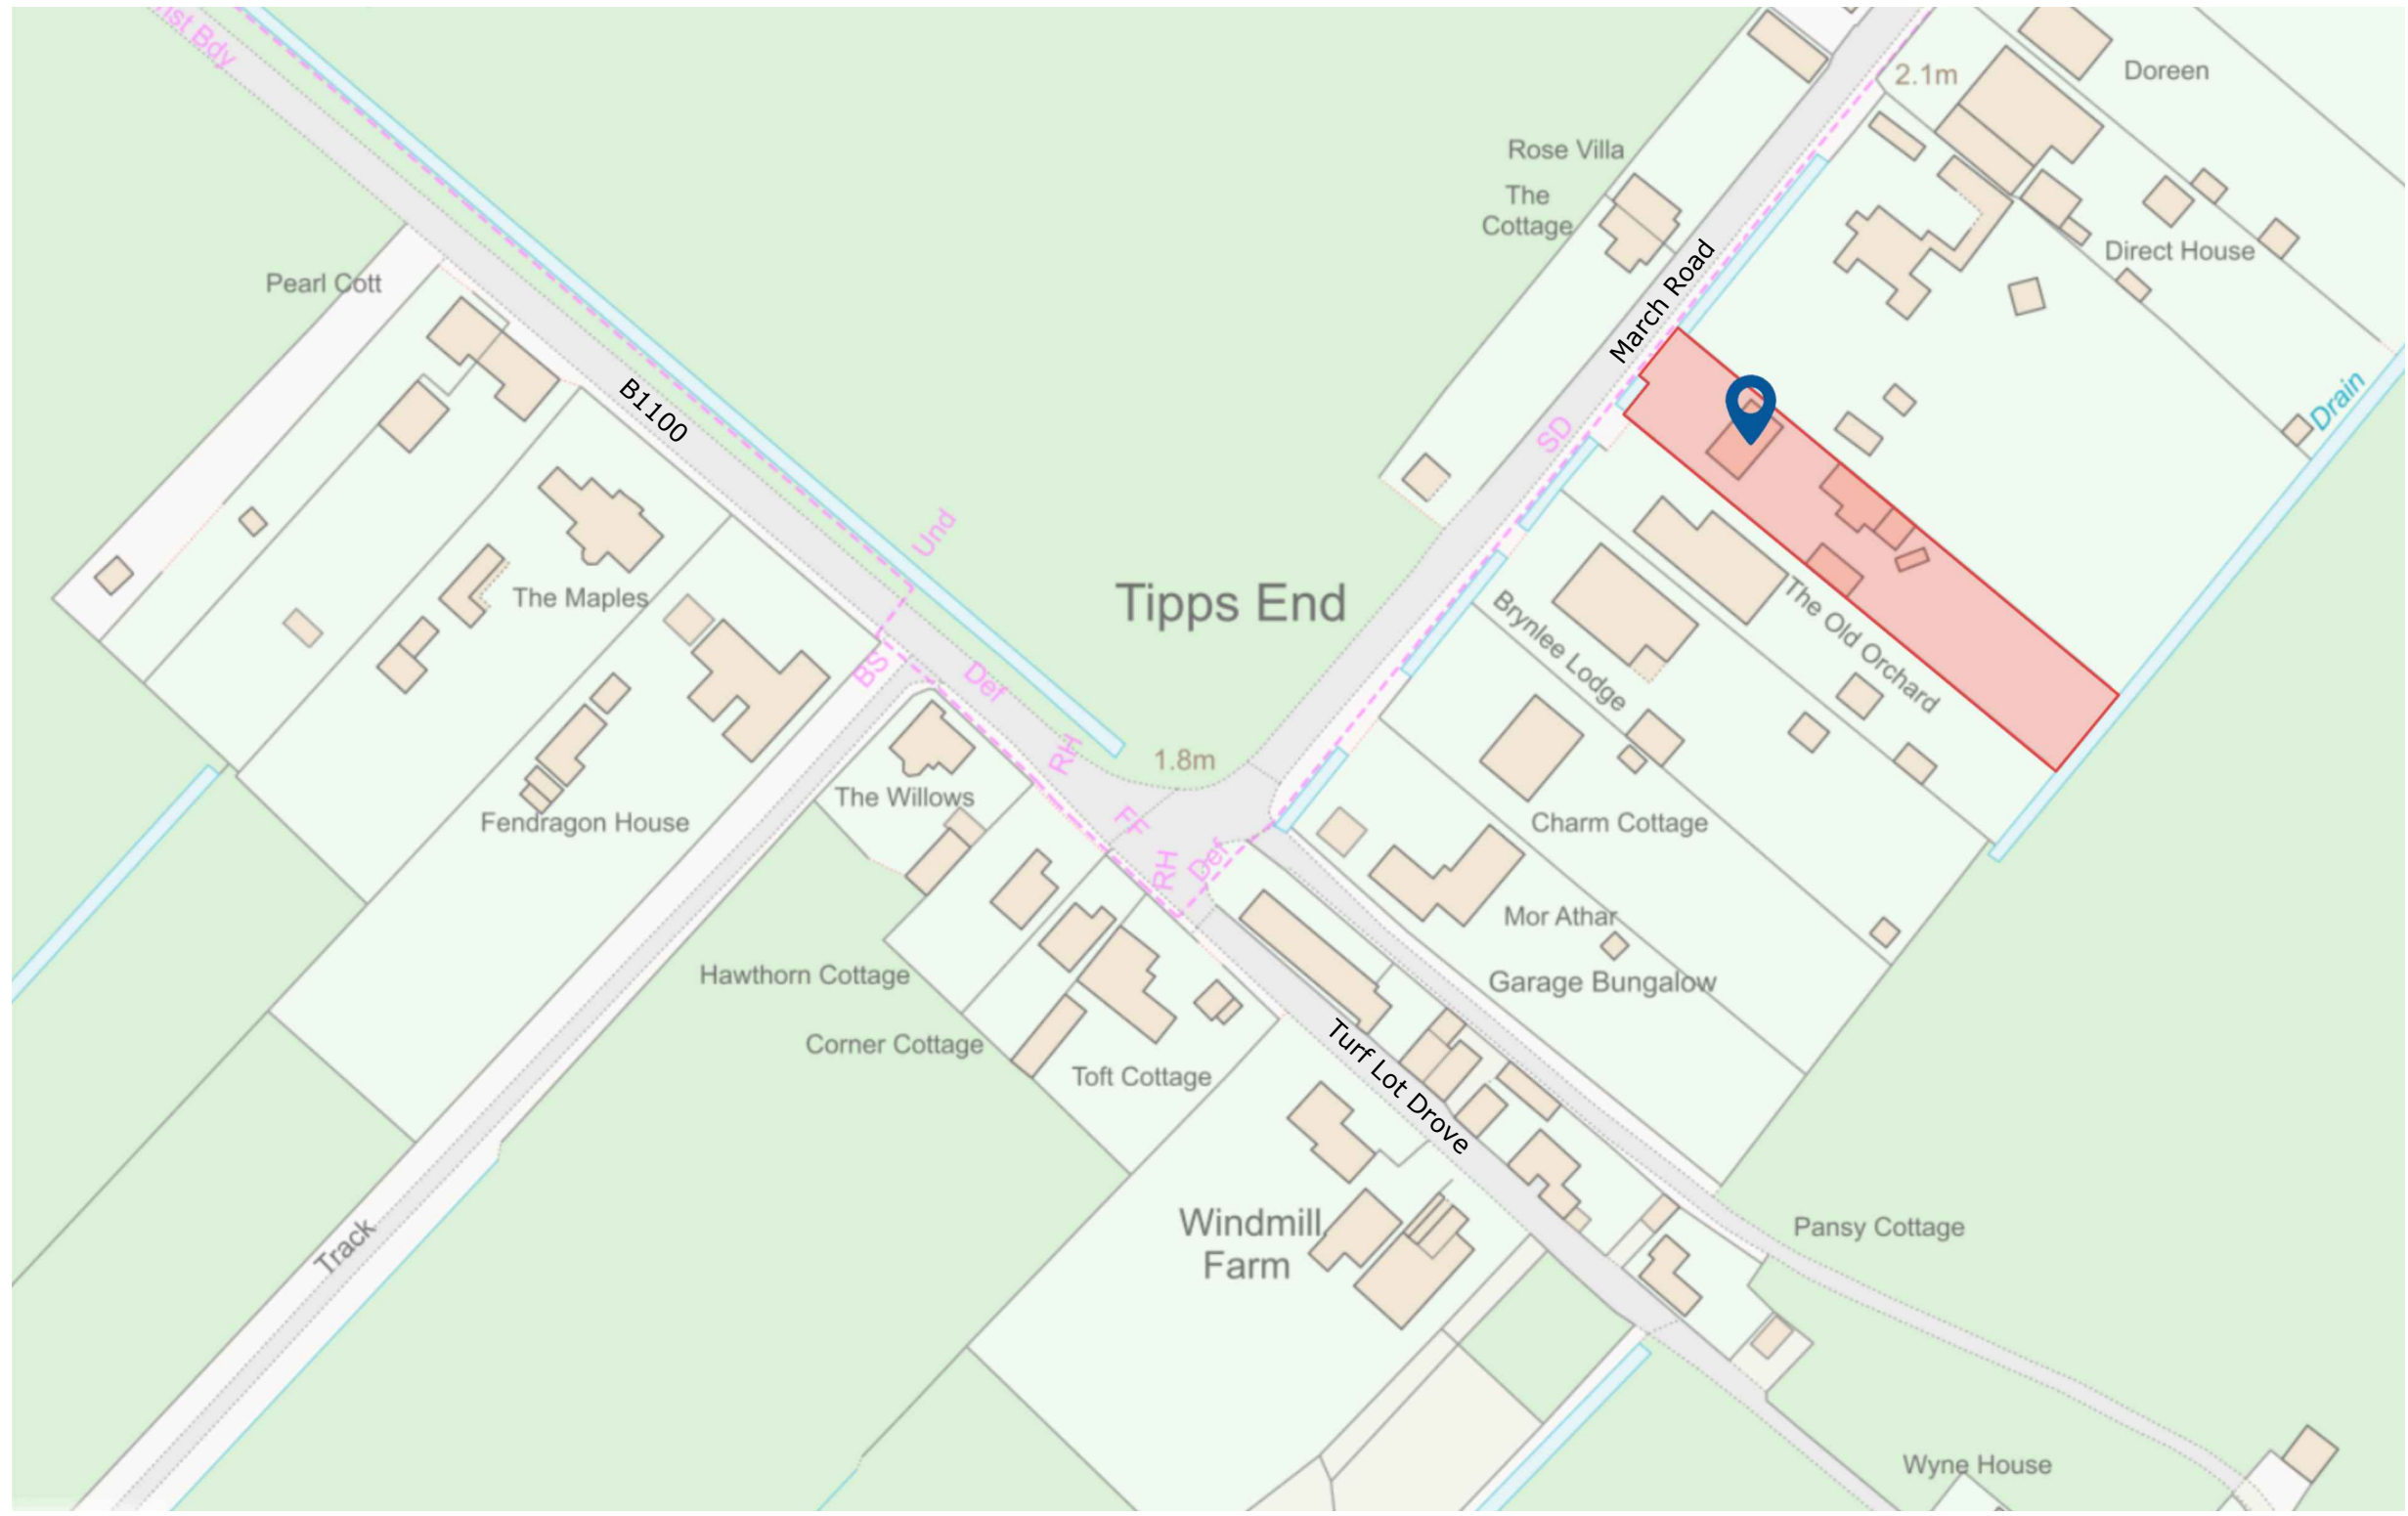 nst Bdy
2.1m
Doreen
Rose Villa
The
Cottage
Direct House
March Road
Pearl Cott
B1100
Drain
SD
Und
The Maples
Tipps End
The Old Orchard
Brynlee Lodge
BS
Def
RH
1.8m
The Willows
FF
Fendragon House
Charm Cottage
RH
Def
Mor Athar
Hawthorn Cottage
Garage Bungalow
Corner Cottage
Toft Cottage
Turf Lot Drove
Windmill
Farm
Track
Pansy Cottage
Wyne House